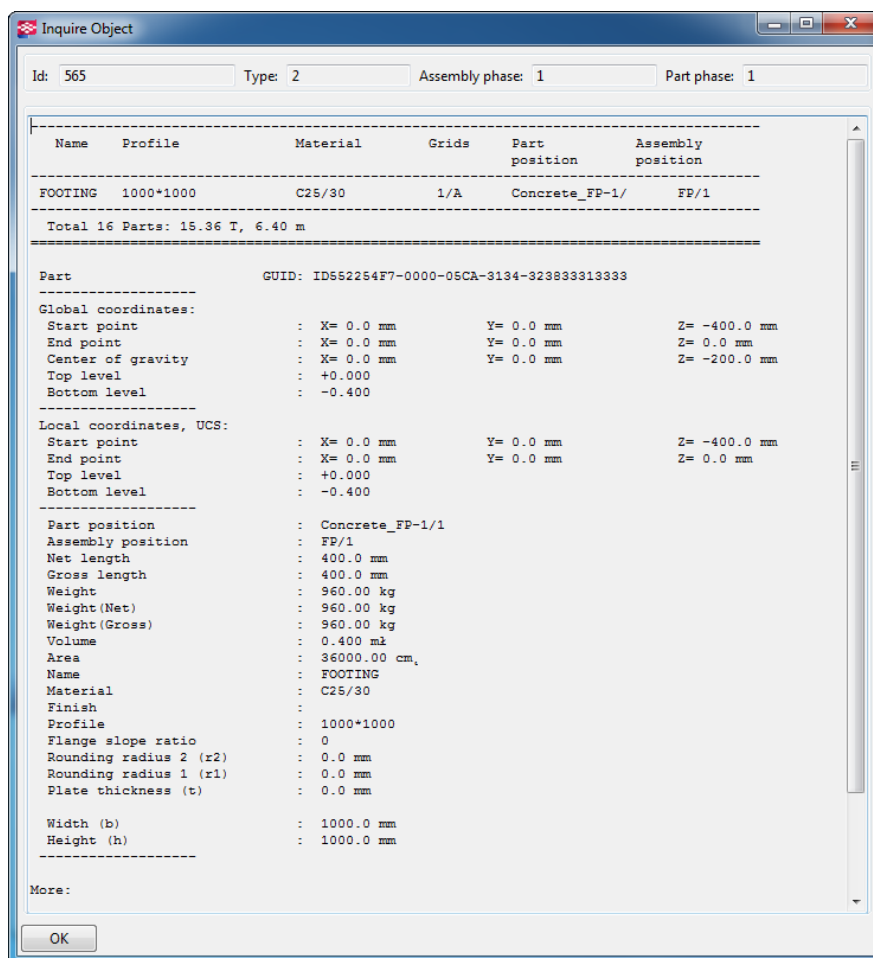 Inquire Object
Id: 565 Type: 2 Assembly phase: 1 Part phase: 1
Name Profile Material Grids Part Assembly
position position
FOOTING 1000*1000 C25/30 1/A Concrete_FP-1/ FP/1
Total 16 Parts: 15.36 T, 6.40 m
Part GUID: ID552254F7-0000-05CA-3134-323833313333
Global coordinates:
Start point : X= 0.0 mm Y= 0.0 mm Z= -400.0 mm
End point : X= 0.0 mm Y= 0.0 mm Z= 0.0 mm
Center of gravity : X= 0.0 mm Y= 0.0 mm Z= -200.0 mm
Top level : +0.000
Bottom level : -0.400
Local coordinates, UCS:
Start point : X= 0.0 mm Y= 0.0 mm Z= -400.0 mm
End point : X= 0.0 mm Y= 0.0 mm Z= 0.0 mm
Top level : +0.000
Bottom level : -0.400
Part position : Concrete_FP-1/1
Assembly position : FP/1
Net length : 400.0 mm
Gross length : 400.0 mm
Weight : 960.00 kg
Weight(Net) : 960.00 kg
Weight(Gross) : 960.00 kg
Volume : 0.400 mł
Area : 36000.00 cm˛
Name : FOOTING
Material : C25/30
Finish :
Profile : 1000*1000
Flange slope ratio : 0
Rounding radius 2 (r2) : 0.0 mm
Rounding radius 1 (r1) : 0.0 mm
Plate thickness (t) : 0.0 mm
Width (b) : 1000.0 mm
Height (h) : 1000.0 mm
More:
OK